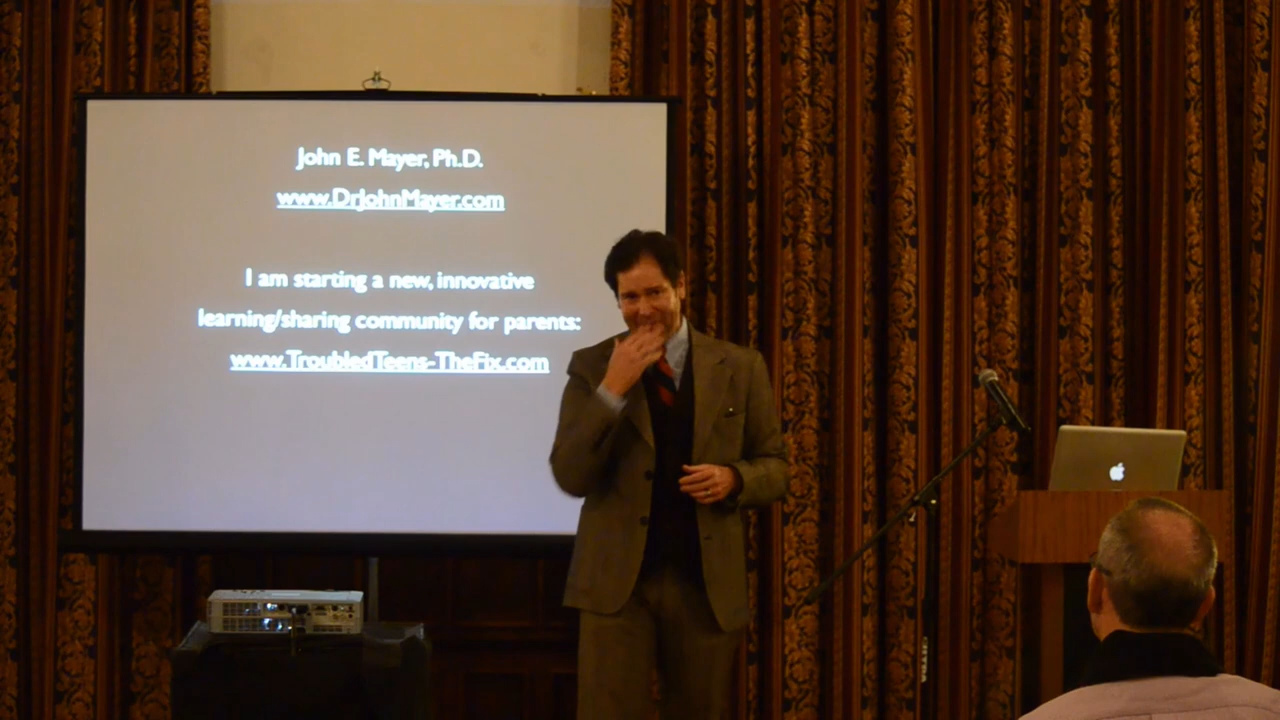 John E. Mayer, Ph.D.
www.DrJohnMayer.com
I am starting a new, innovative
learning/sharing community for parents:
www.TroubledTeens-TheFix.com